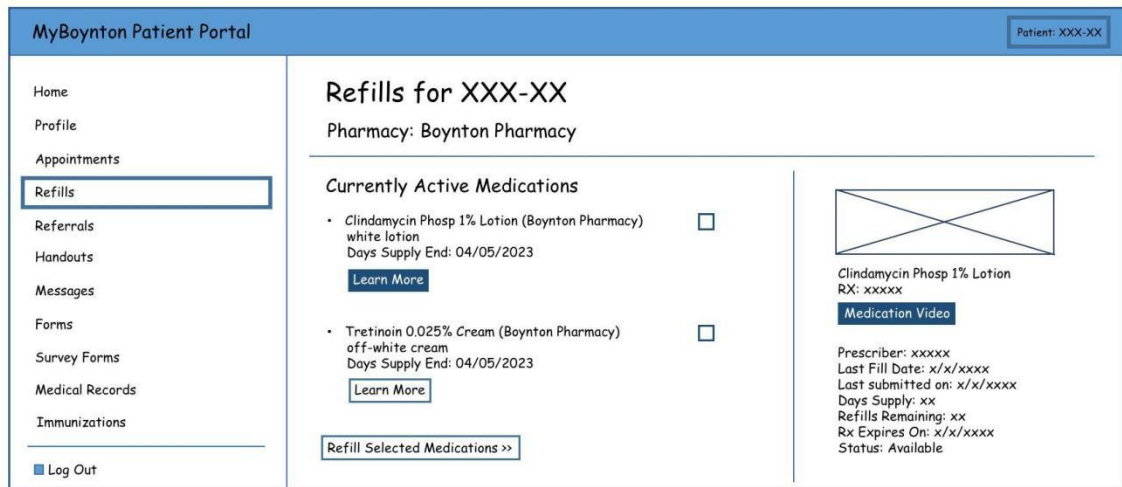 MyBoynton Patient Portal
Patient: XXX-XX
Home
Profile
Appointments
Refills
Referrals
Handouts
Messages
Forms
Survey Forms
Medical Records
Immunizations
Log Out
Refills for XXX-XX
Pharmacy: Boynton Pharmacy
Currently Active Medications
• Clindamycin Phosp 1% Lotion (Boynton Pharmacy)
white lotion
Days Supply End: 04/05/2023
Learn More
• Tretinoin 0.025% Cream (Boynton Pharmacy)
off-white cream
Days Supply End: 04/05/2023
Learn More
Refill Selected Medications >>
Clindamycin Phosp 1% Lotion
RX: xxxxx
Medication Video
Prescriber: xxxxx
Last Fill Date: x/x/xxxx
Last submitted on: x/x/xxxx
Days Supply: xx
Refills Remaining: xx
Rx Expires On: x/x/xxxx
Status: Available